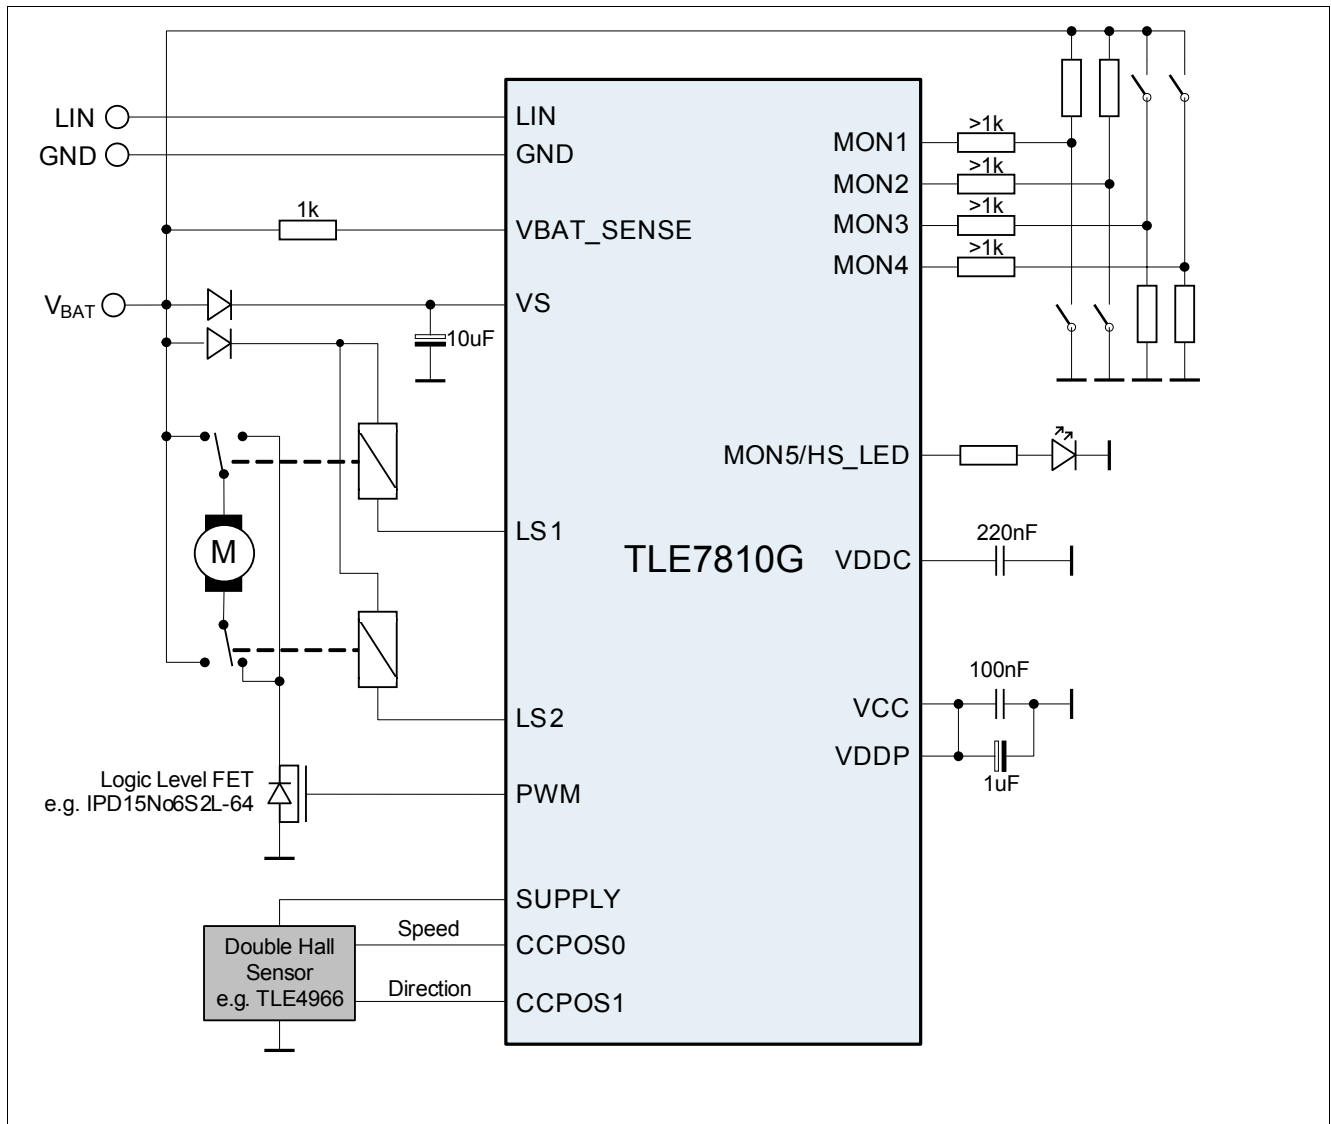 LIN
GND
1k
V_BAT
10uF
M
Logic Level FET
e.g. IPD15No6S2L-64
Double Hall
Sensor
e.g. TLE4966
Speed
Direction
LIN
GND
VBAT_SENSE
VS
LS1
LS2
PWM
SUPPLY
CCPOS0
CCPOS1
TLE7810G
MON1
MON2
MON3
MON4
MON5/HS_LED
VDDC
VCC
VDDP
>1k
>1k
>1k
>1k
220nF
100nF
1uF